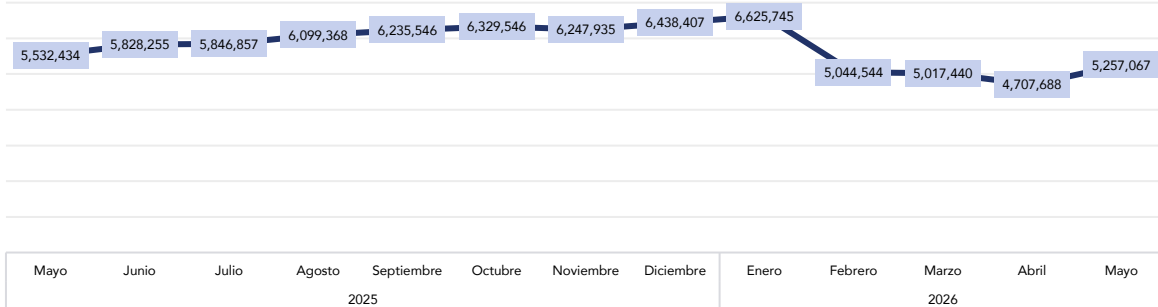 5,532,434 5,828,255 5,846,857 6,099,368 6,235,546 6,329,546 6,247,935 6,438,407 6,625,745 5,044,544 5,017,440 4,707,688 5,257,067
Mayo Junio Julio Agosto Septiembre Octubre Noviembre Diciembre Enero Febrero Marzo Abril Mayo
2025 2026